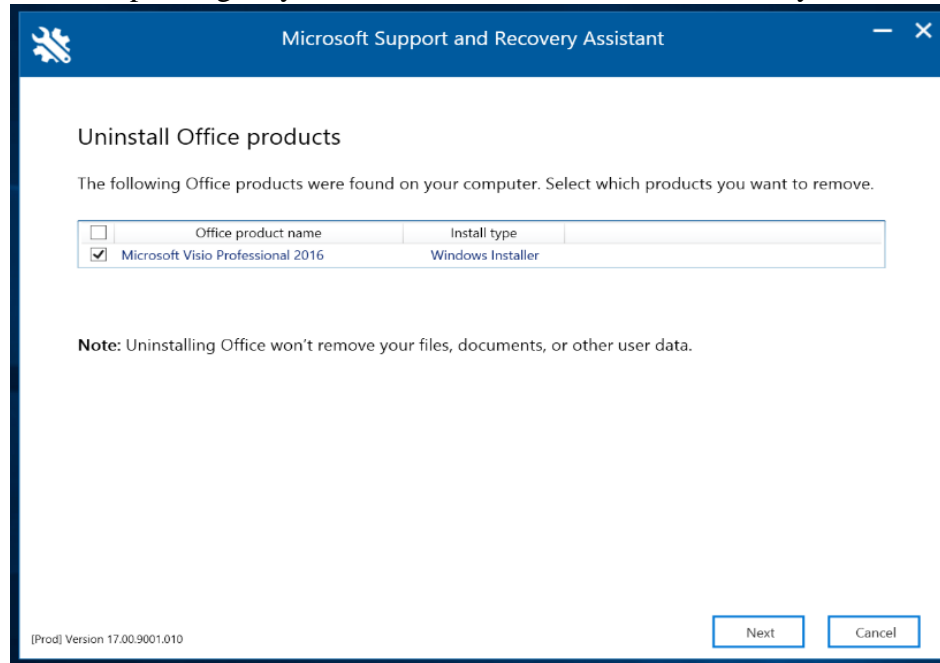 Microsoft Support and Recovery Assistant
Uninstall Office products
The following Office products were found on your computer. Select which products you want to remove.
Office product name Install type
Microsoft Visio Professional 2016 Windows Installer
Note: Uninstalling Office won't remove your files, documents, or other user data.
[Prod] Version 17.00.9001.010
Next Cancel